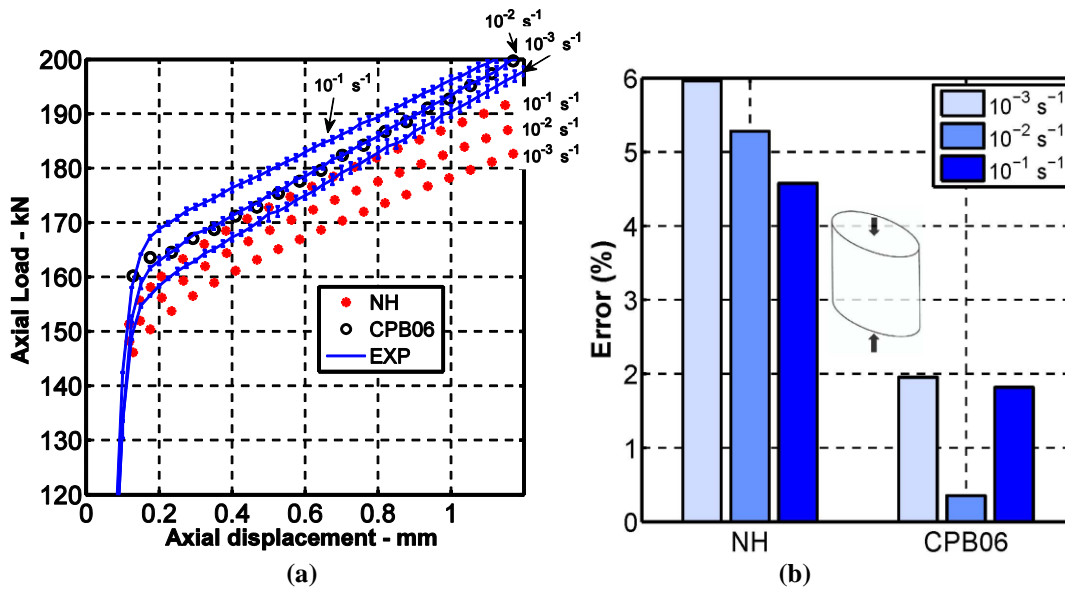 10⁻² s⁻¹
10⁻³ s⁻¹
10⁻¹ s⁻¹
10⁻¹ s⁻¹
10⁻² s⁻¹
10⁻³ s⁻¹
200
190
180
170
160
150
140
130
120
Axial Load - kN
NH
CPB06
EXP
0
0.2
0.4
0.6
0.8
1
Axial displacement - mm
(a)
6
5
4
3
2
1
0
Error (%)
10⁻³ s⁻¹
10⁻² s⁻¹
10⁻¹ s⁻¹
NH
CPB06
(b)